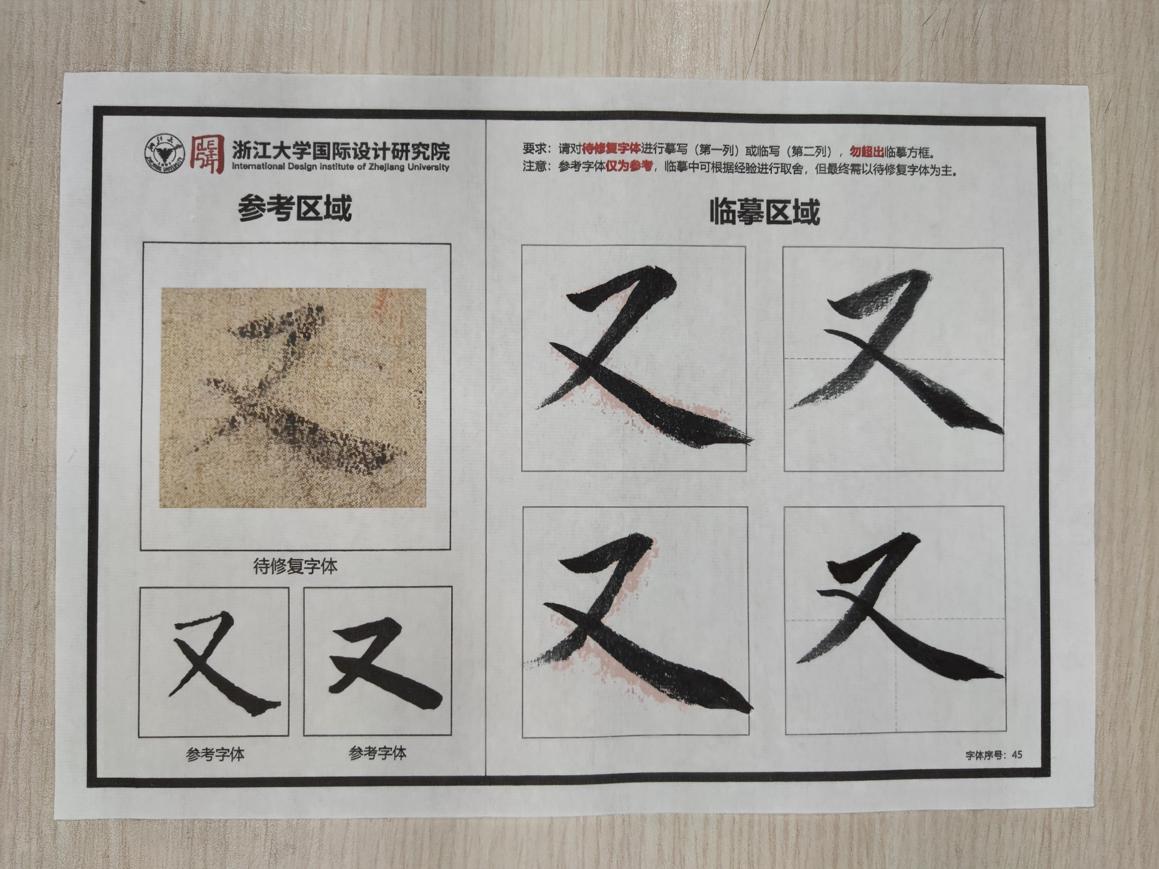 浙江大学国际设计研究院
International Design Institute of Zhejiang University
参考区域
又
待修复字体
又 又
参考字体 参考字体
要求：请对待修复字体进行摹写（第一列）或临写（第二列），勿超出临摹方框。
注意：参考字体仅为参考，临摹中可根据经验进行取舍，但最终需以待修复字体为主。
临摹区域
又 又
又 又
字体序号：45